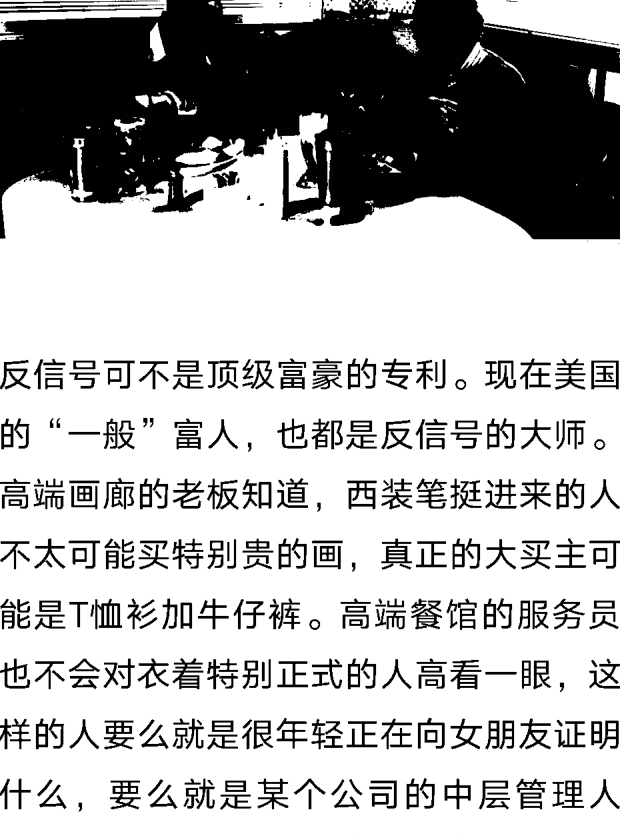 反信号可不是顶级富豪的专利。现在美国
的“一般”富人，也都是反信号的大师。
高端画廊的老板知道，西装笔挺进来的人
不太可能买特别贵的画，真正的大买主可
能是T恤衫加牛仔裤。高端餐馆的服务员
也不会对衣着特别正式的人高看一眼，这
样的人要么就是很年轻正在向女朋友证明
什么，要么就是某个公司的中层管理人